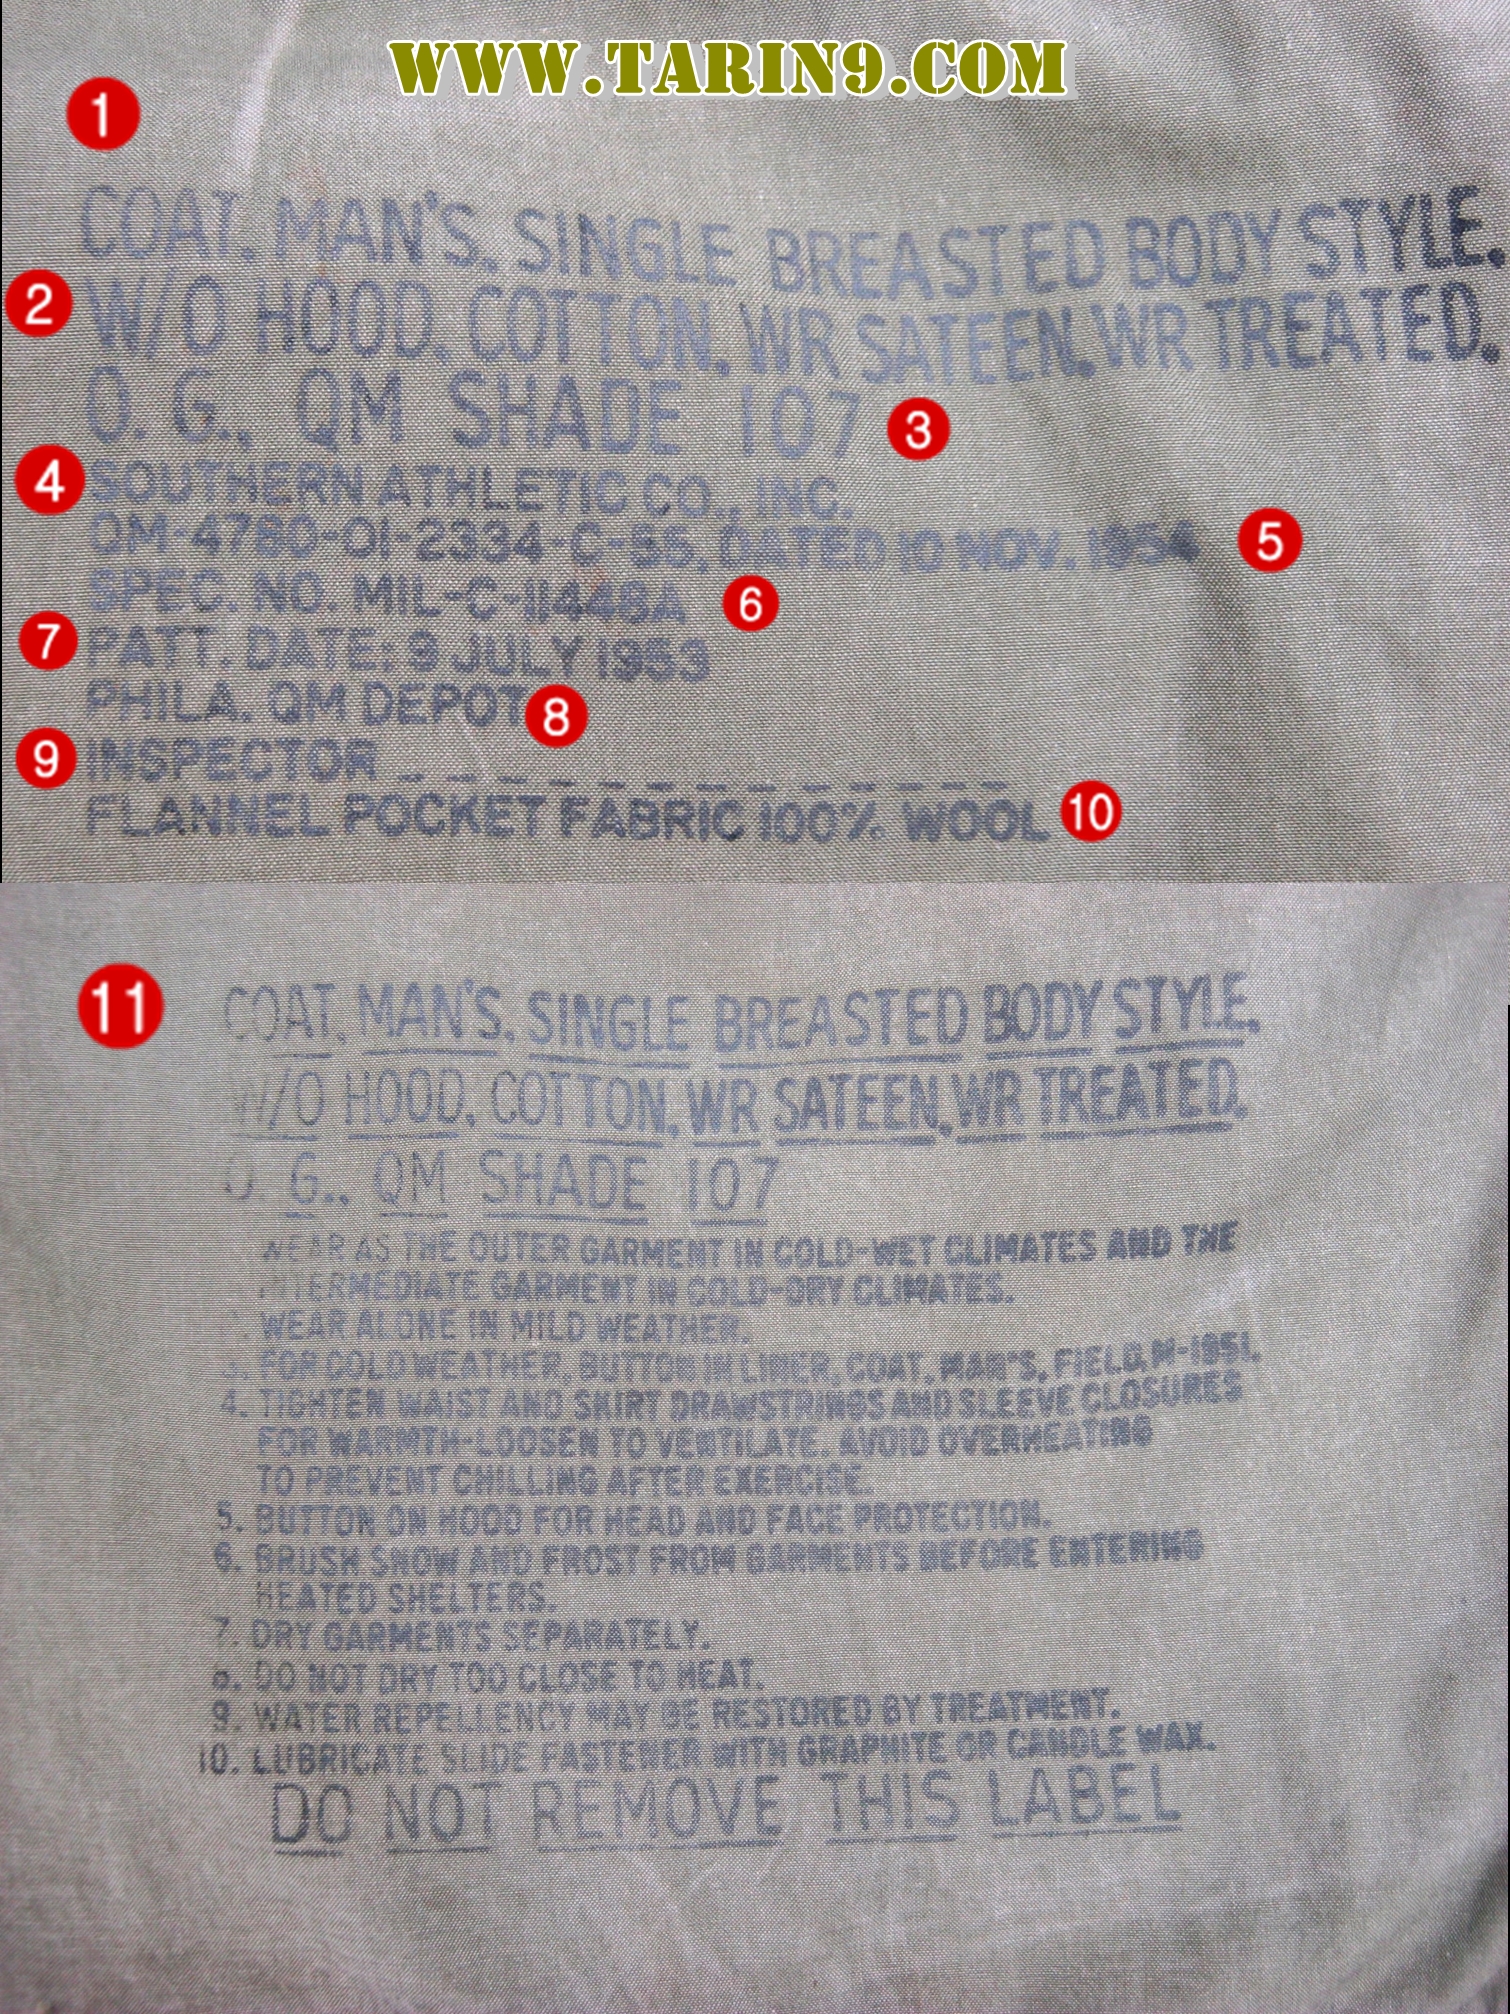 WWW.TARIN9.COM
1
COAT, MAN'S, SINGLE BREASTED BODY STYLE,
2 W/O HOOD, COTTON, WR SATEEN, WR TREATED,
O. G., QM SHADE 107 3
4 SOUTHERN ATHLETIC CO., INC.
QM-4780-OI-2334-C-55, DATED 10 NOV. 1954 5
SPEC. NO. MIL-C-11448A 6
7 PATT. DATE: 9 JULY 1953
PHILA. QM DEPOT 8
9 INSPECTOR _ _ _ _ _ _ _ _ _ _ _ _ _
FLANNEL POCKET FABRIC 100% WOOL 10
11 COAT, MAN'S, SINGLE BREASTED BODY STYLE,
W/O HOOD, COTTON, WR SATEEN, WR TREATED,
O. G., QM SHADE 107
WEAR AS THE OUTER GARMENT IN COLD-WET CLIMATES AND THE
INTERMEDIATE GARMENT IN COLD-DRY CLIMATES.
WEAR ALONE IN MILD WEATHER.
3. FOR COLD WEATHER, BUTTON IN LINER, COAT, MAN'S, FIELD, M-1951.
4. TIGHTEN WAIST AND SKIRT DRAWSTRINGS AND SLEEVE CLOSURES
FOR WARMTH-LOOSEN TO VENTILATE. AVOID OVERHEATING
TO PREVENT CHILLING AFTER EXERCISE.
5. BUTTON ON HOOD FOR HEAD AND FACE PROTECTION.
6. BRUSH SNOW AND FROST FROM GARMENTS BEFORE ENTERING
HEATED SHELTERS.
7. DRY GARMENTS SEPARATELY.
8. DO NOT DRY TOO CLOSE TO HEAT.
9. WATER REPELLENCY MAY BE RESTORED BY TREATMENT.
10. LUBRICATE SLIDE FASTENER WITH GRAPHITE OR CANDLE WAX.
DO NOT REMOVE THIS LABEL